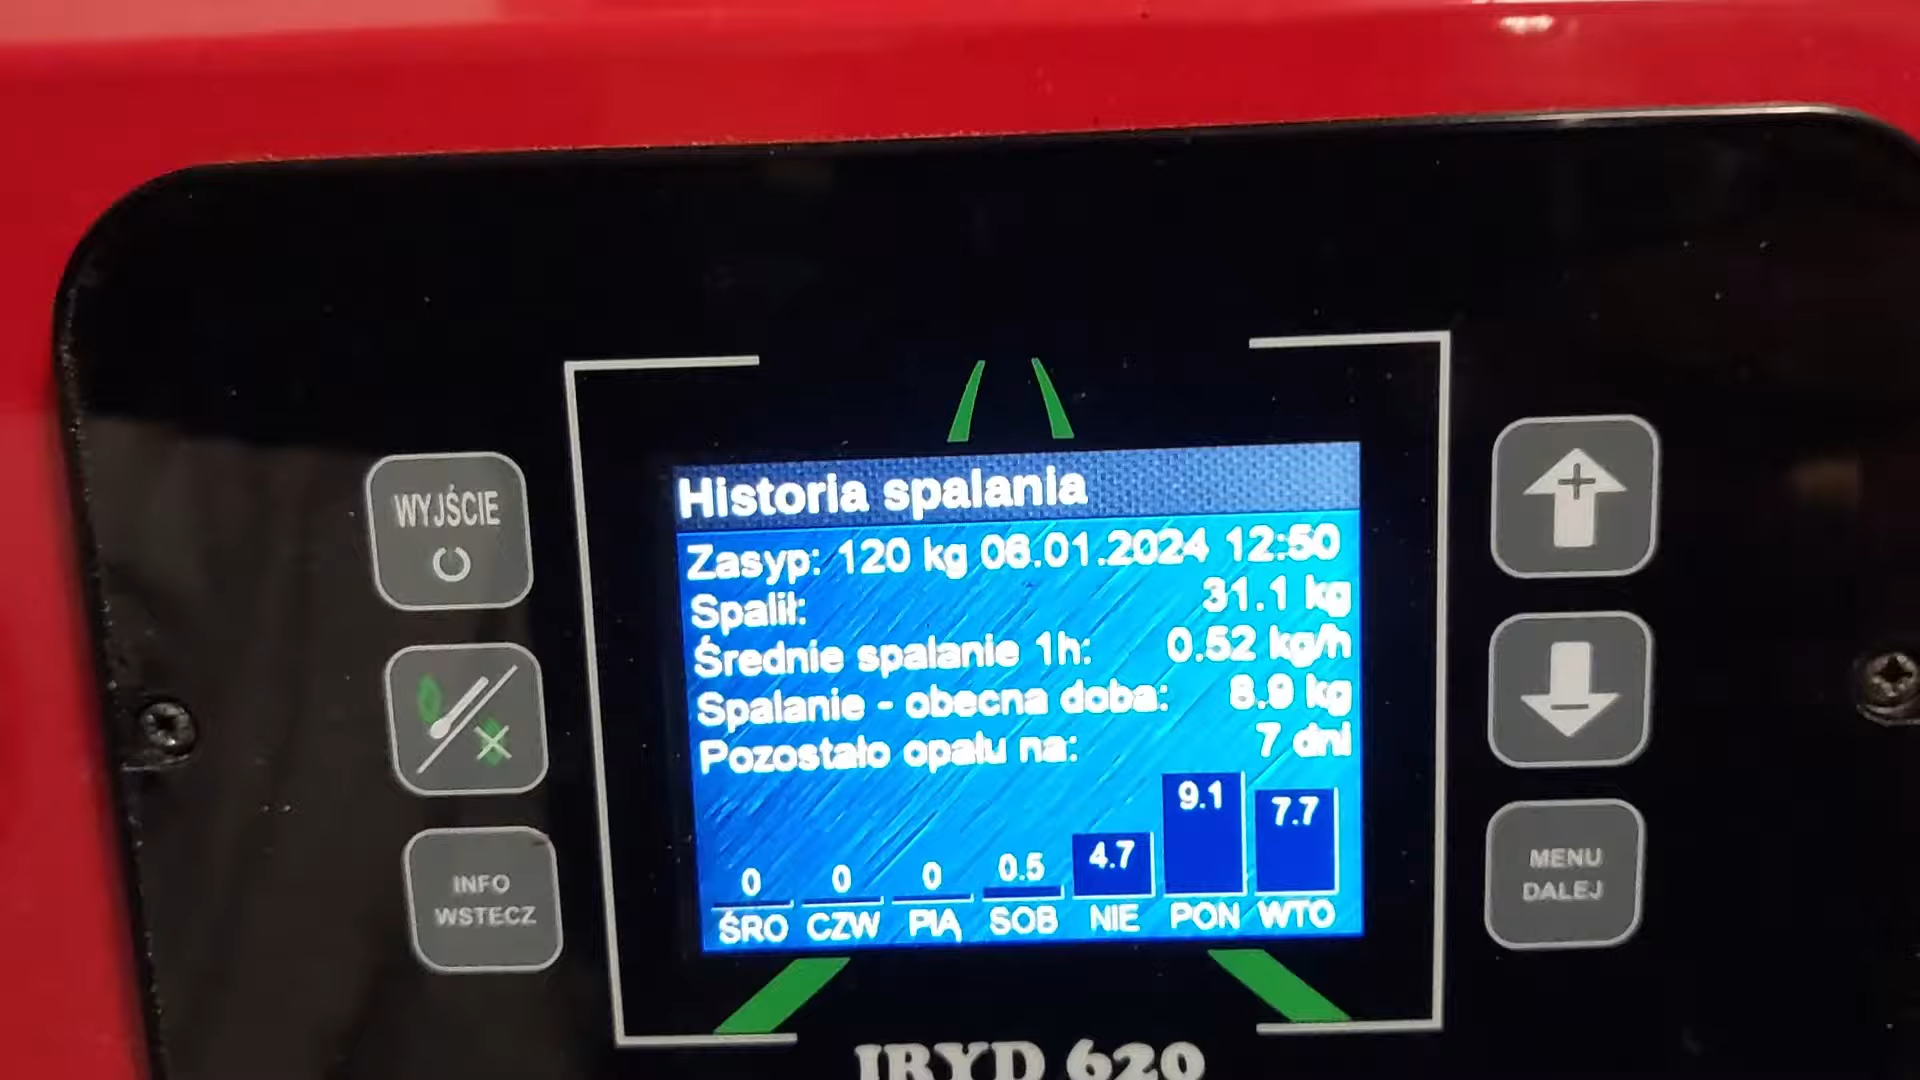 WYJŚCIE
INFO
WSTECZ
Historia spalania
Zasyp: 120 kg 06.01.2024 12:50
Spalił: 31.1 kg
Średnie spalanie 1h: 0.52 kg/h
Spalanie - obecna doba: 8.9 kg
Pozostało opału na: 7 dni
0 0 0 0.5 4.7 9.1 7.7
ŚRO CZW PIĄ SOB NIE PON WTO
MENU
DALEJ
IRYD 620